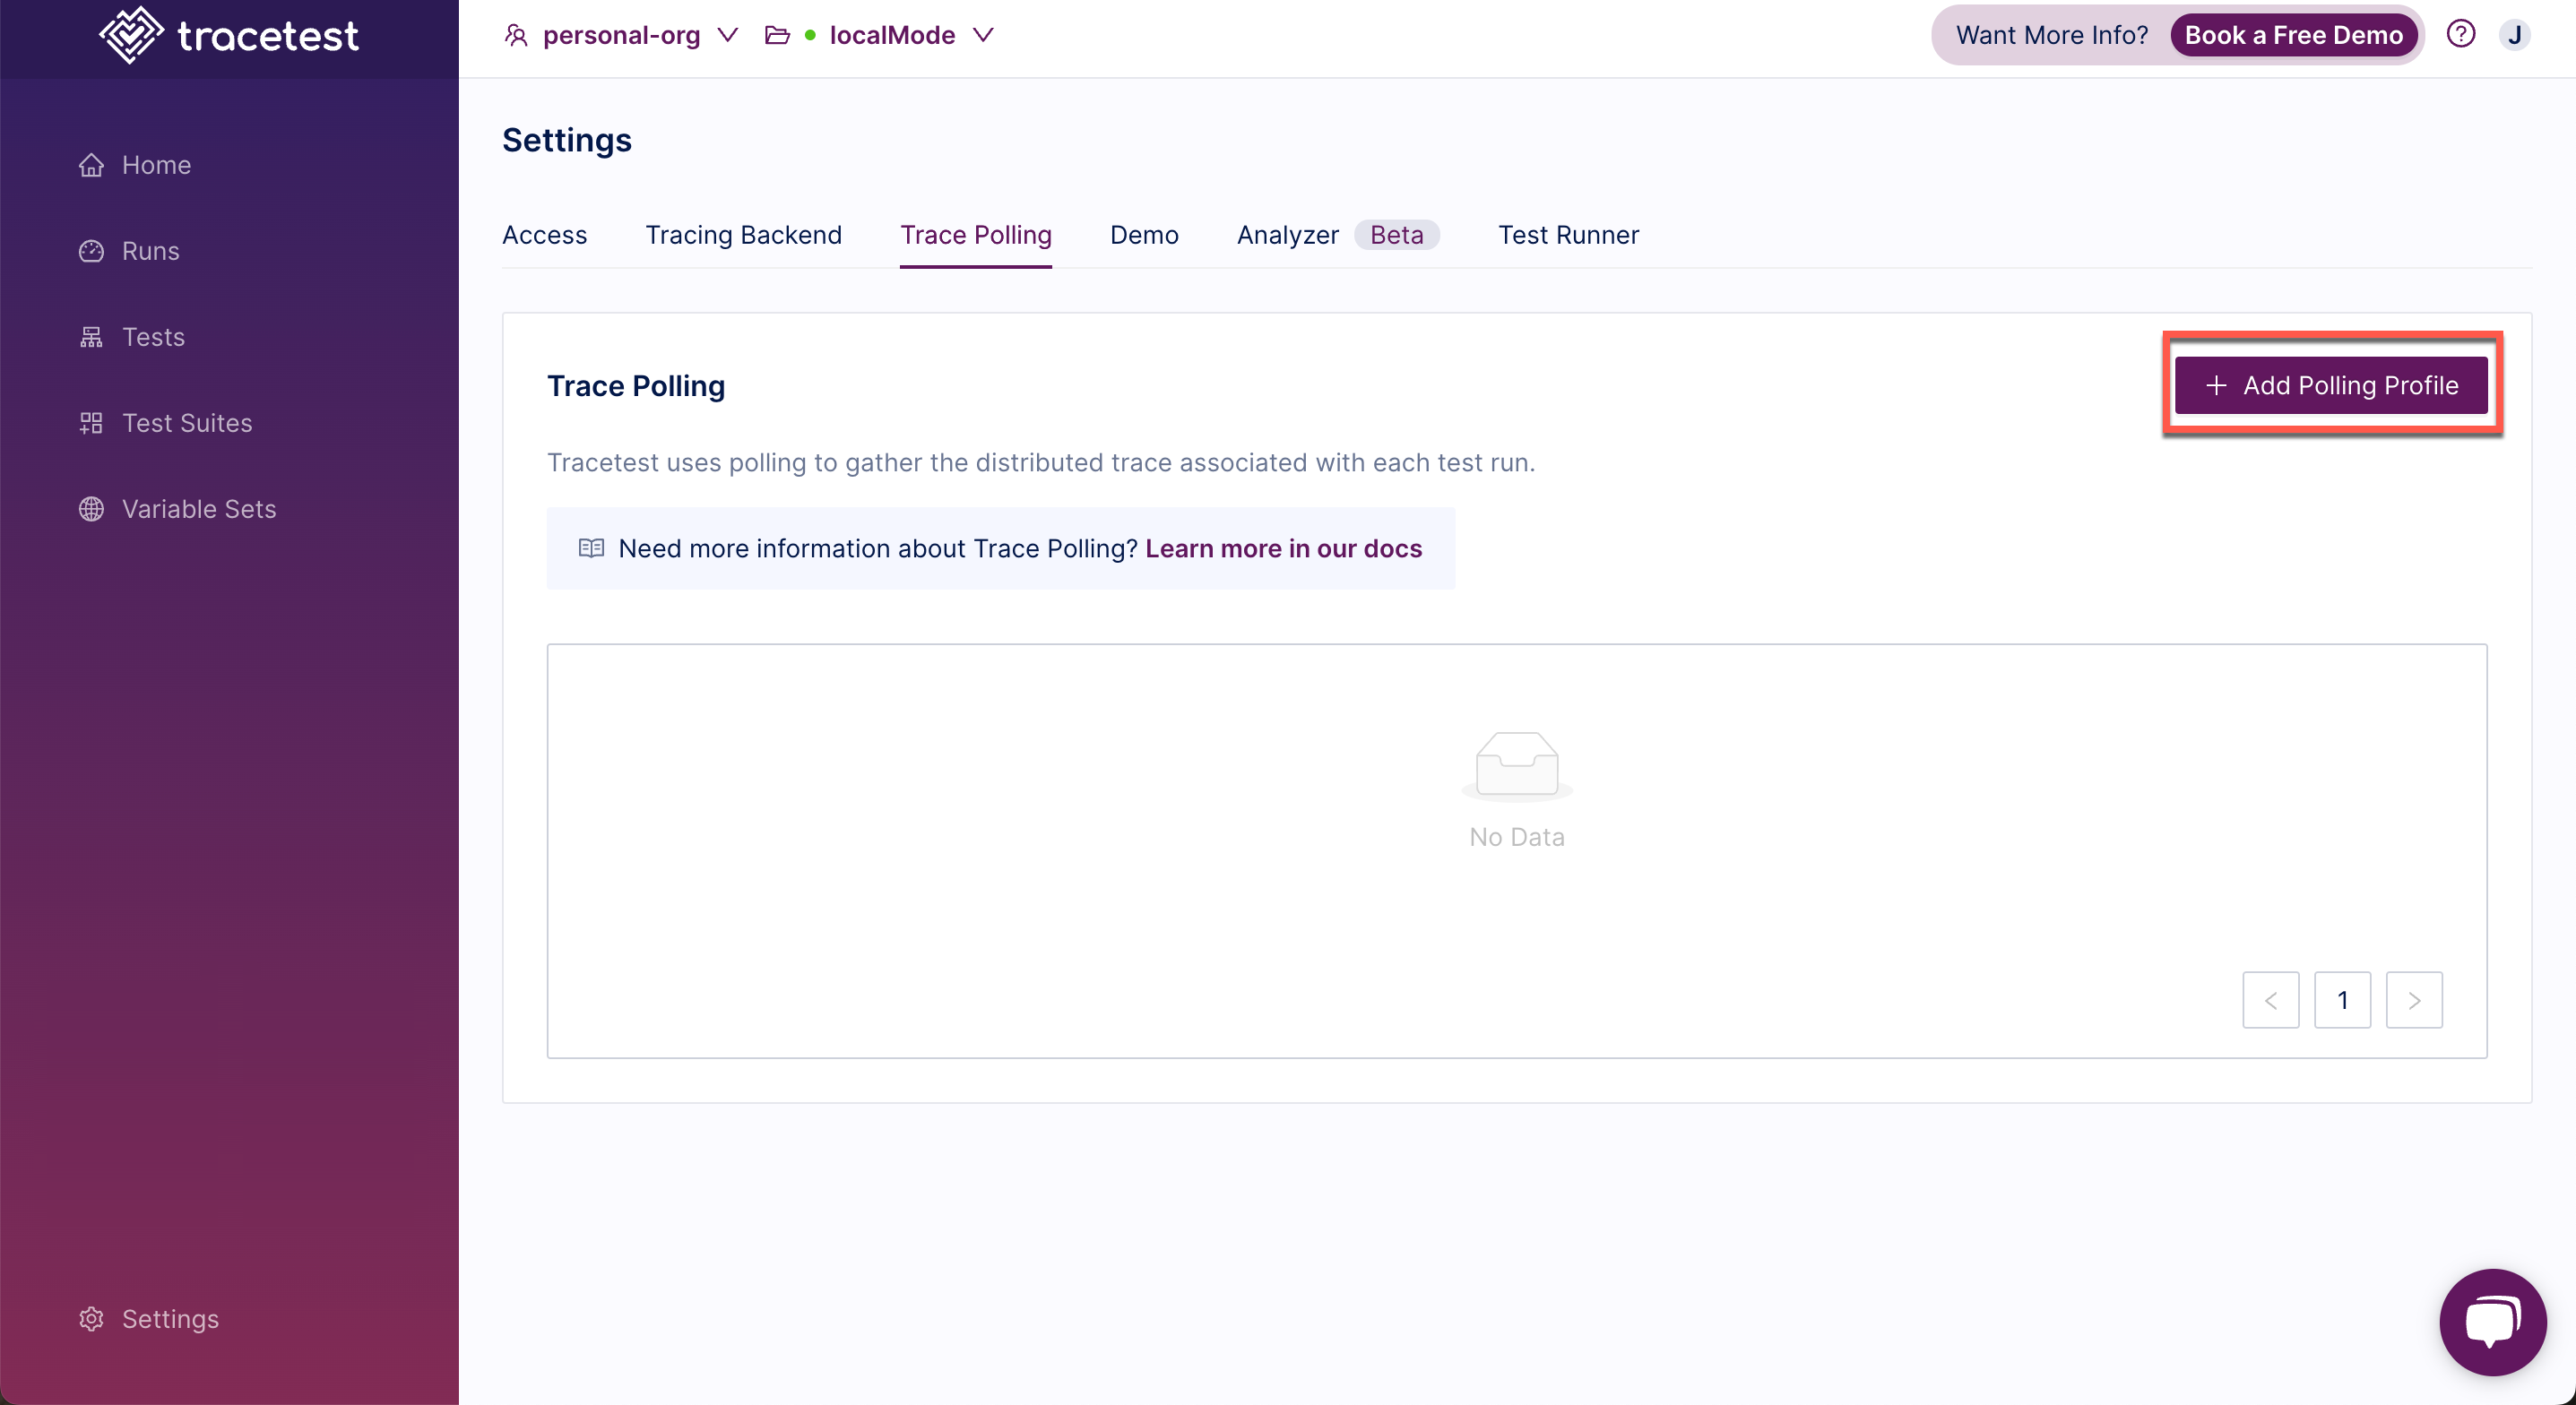 tracetest
personal-org localMode
Want More Info? Book a Free Demo ? J
Home
Runs
Tests
Test Suites
Variable Sets
Settings
Settings
Access Tracing Backend Trace Polling Demo Analyzer Beta Test Runner
Trace Polling
+ Add Polling Profile
Tracetest uses polling to gather the distributed trace associated with each test run.
Need more information about Trace Polling? Learn more in our docs
No Data
< 1 >